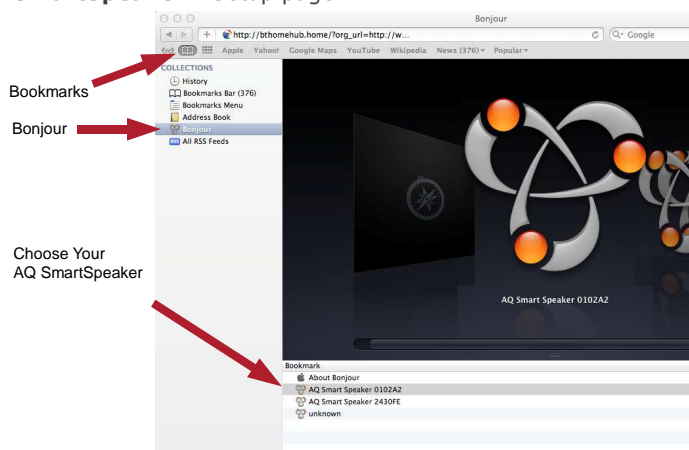 Bonjour
http://bthomehub.home/?org_url=http://w...
Google
Apple Yahoo! Google Maps YouTube Wikipedia News (376) Popular
COLLECTIONS
History
Bookmarks Bar (376)
Bookmarks Menu
Address Book
Bonjour
RSS All RSS Feeds
Bookmarks
Bonjour
Choose Your
AQ SmartSpeaker
AQ Smart Speaker 0102A2
Bookmark
About Bonjour
AQ Smart Speaker 0102A2
AQ Smart Speaker 2430FE
unknown